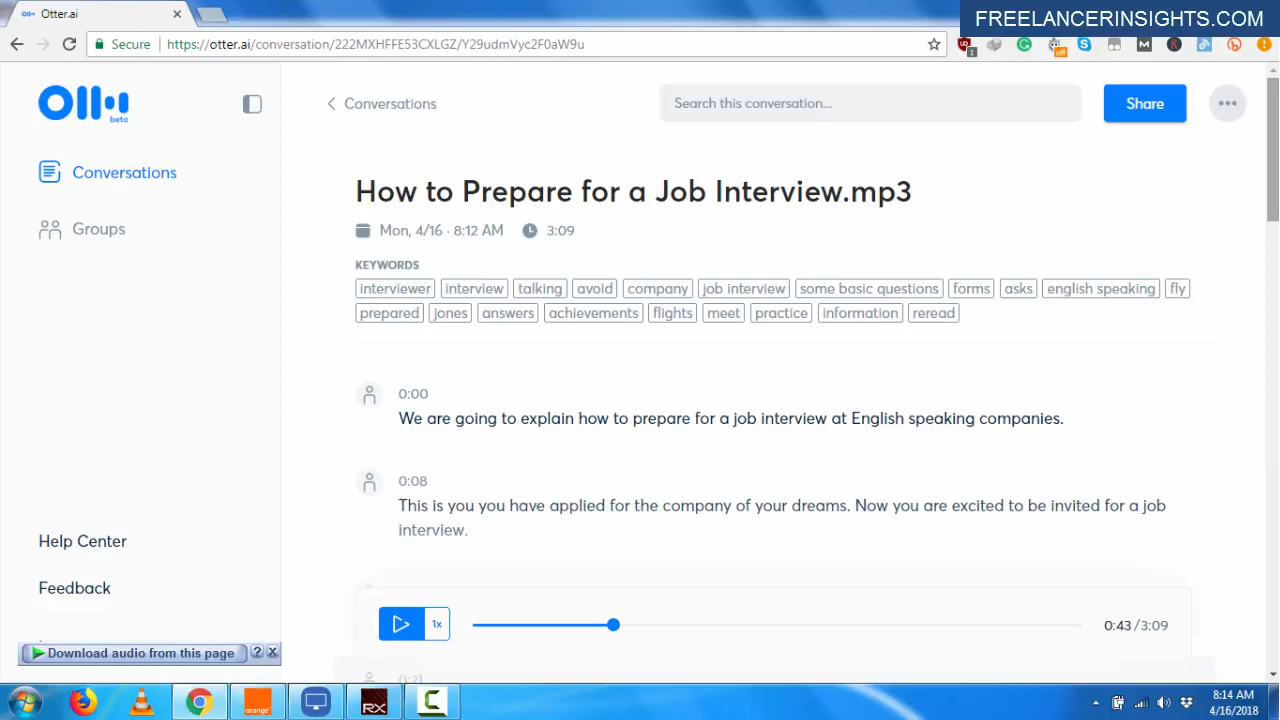 Otter.ai
FREELANCERINSIGHTS.COM
Secure https://otter.ai/conversation/222MXHFFE53CXLGZ/Y29udmVyc2F0aW9u
1
off
beta
Conversations
Search this conversation...
Share
Conversations
Groups
How to Prepare for a Job Interview.mp3
Mon, 4/16 · 8:12 AM 3:09
KEYWORDS
interviewer interview talking avoid company job interview some basic questions forms asks english speaking fly
prepared jones answers achievements flights meet practice information reread
0:00
We are going to explain how to prepare for a job interview at English speaking companies.
0:08
This is you you have applied for the company of your dreams. Now you are excited to be invited for a job
interview.
Help Center
Feedback
1x
0:43/3:09
Download audio from this page ?
0:21
orange
RX
8:14 AM
4/16/2018